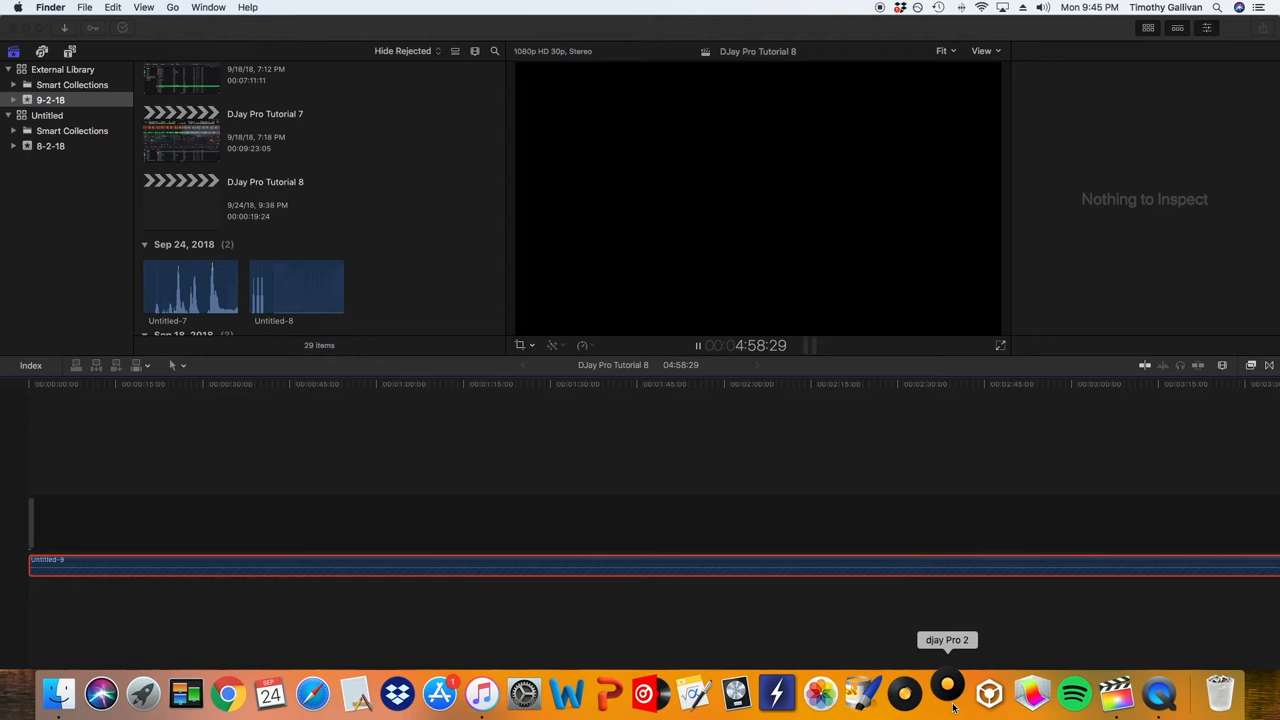 Finder File Edit View Go Window Help
Mon 9:45 PM Timothy Gallivan
Hide Rejected
1080p HD 30p, Stereo
DJay Pro Tutorial 8
Fit
View
External Library
Smart Collections
9-2-18
Untitled
Smart Collections
8-2-18
9/18/18, 7:12 PM
00:07:11:11
DJay Pro Tutorial 7
9/18/18, 7:18 PM
00:09:23:05
DJay Pro Tutorial 8
9/24/18, 9:38 PM
00:00:19:24
Sep 24, 2018 (2)
Untitled-7
Untitled-8
Sep 18, 2018 (3)
29 items
Nothing to Inspect
00:04:58:29
Index
DJay Pro Tutorial 8
04:58:29
00:00:00:00
00:00:15:00
00:00:30:00
00:00:45:00
00:01:00:00
00:01:15:00
00:01:30:00
00:01:45:00
00:02:00:00
00:02:15:00
00:02:30:00
00:02:45:00
00:03:00:00
00:03:15:00
00:03:3
Untitled-9
djay Pro 2
SEP
24
1